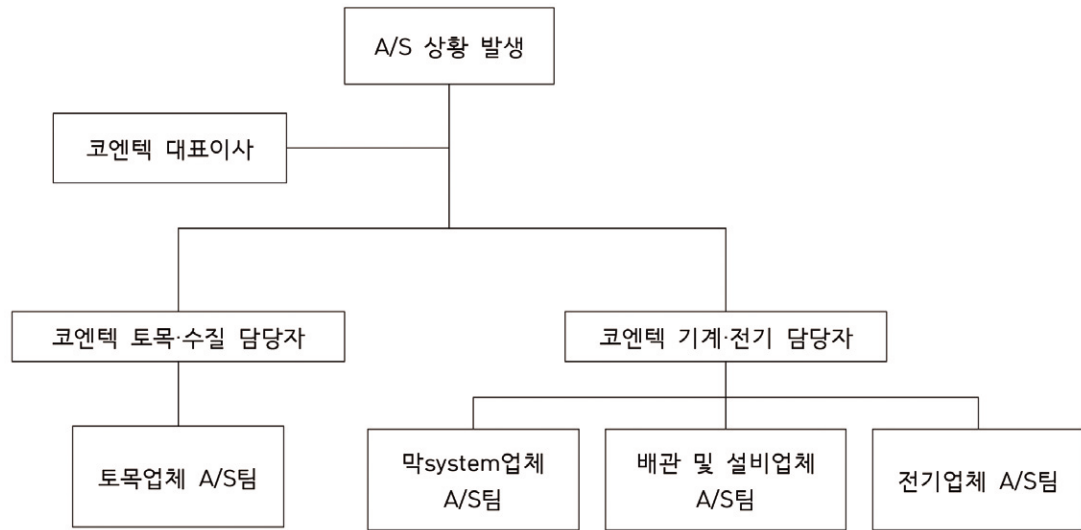 A/S 상황 발생
코엔텍 대표이사
코엔텍 토목·수질 담당자
코엔텍 기계·전기 담당자
토목업체 A/S팀
막system업체
A/S팀
배관 및 설비업체
A/S팀
전기업체 A/S팀